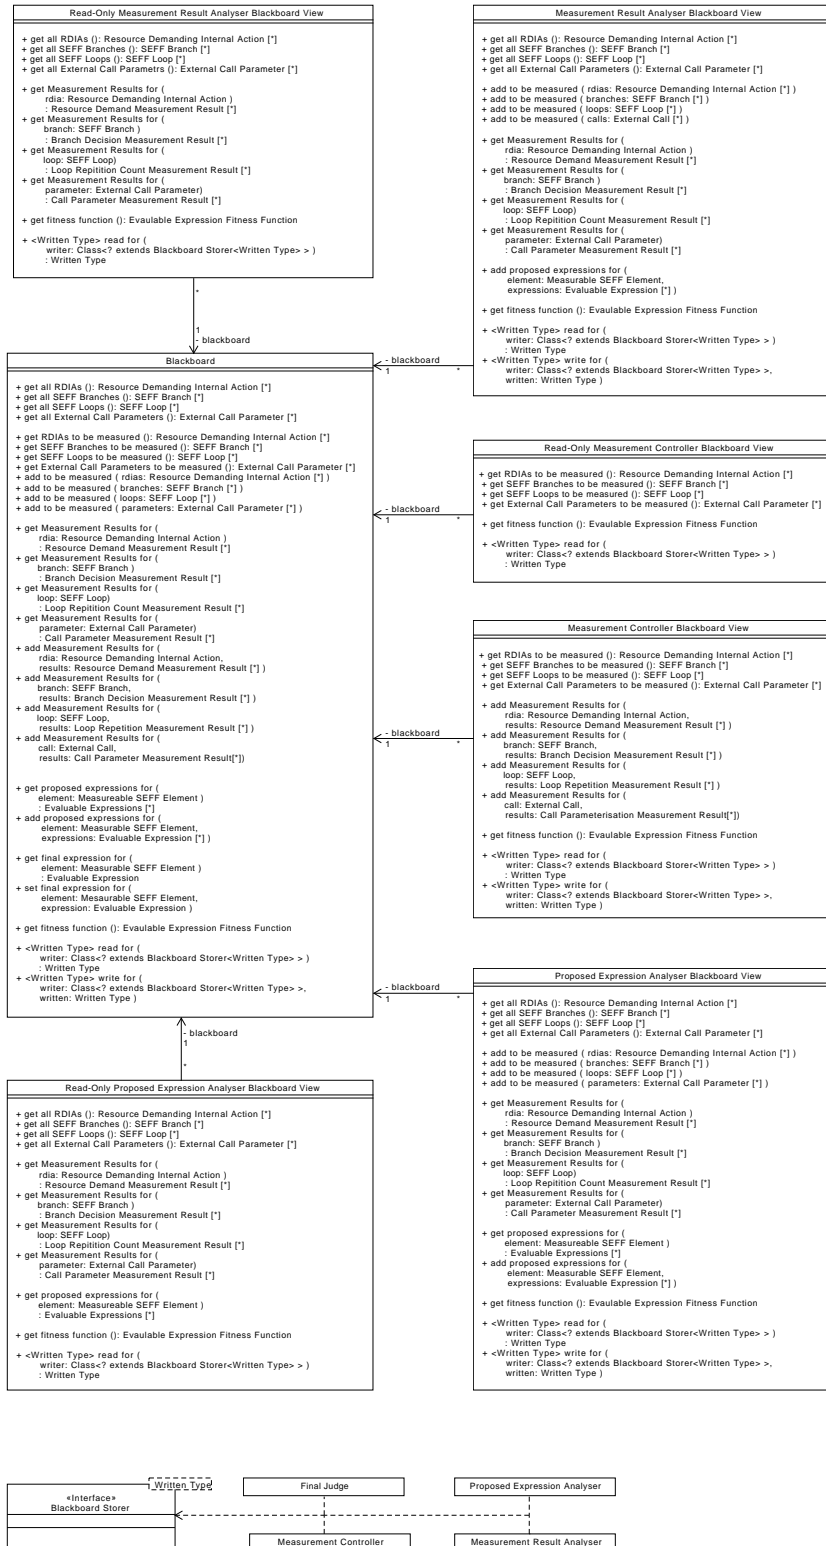 Read-Only Measurement Result Analyser Blackboard View
+ get all RDIAs (): Resource Demanding Internal Action [*]
+ get all SEFF Branches (): SEFF Branch [*]
+ get all SEFF Loops (): SEFF Loop [*]
+ get all External Call Parametrs (): External Call Parameter [*]
+ get Measurement Results for (
rdia: Resource Demanding Internal Action )
: Resource Demand Measurement Result [*]
+ get Measurement Results for (
branch: SEFF Branch )
: Branch Decision Measurement Result [*]
+ get Measurement Results for (
loop: SEFF Loop)
: Loop Repitition Count Measurement Result [*]
+ get Measurement Results for (
parameter: External Call Parameter)
: Call Parameter Measurement Result [*]
+ get fitness function (): Evaulable Expression Fitness Function
+ <Written Type> read for (
writer: Class<? extends Blackboard Storer<Written Type> > )
: Written Type
*
1
- blackboard
Measurement Result Analyser Blackboard View
+ get all RDIAs (): Resource Demanding Internal Action [*]
+ get all SEFF Branches (): SEFF Branch [*]
+ get all SEFF Loops (): SEFF Loop [*]
+ get all External Call Parameters (): External Call Parameter [*]
+ add to be measured ( rdias: Resource Demanding Internal Action [*] )
+ add to be measured ( branches: SEFF Branch [*] )
+ add to be measured ( loops: SEFF Loop [*] )
+ add to be measured ( calls: External Call [*] )
+ get Measurement Results for (
rdia: Resource Demanding Internal Action )
: Resource Demand Measurement Result [*]
+ get Measurement Results for (
branch: SEFF Branch )
: Branch Decision Measurement Result [*]
+ get Measurement Results for (
loop: SEFF Loop)
: Loop Repitition Count Measurement Result [*]
+ get Measurement Results for (
parameter: External Call Parameter)
: Call Parameter Measurement Result [*]
+ add proposed expressions for (
element: Measurable SEFF Element,
expressions: Evaluable Expression [*] )
+ get fitness function (): Evaulable Expression Fitness Function
+ <Written Type> read for (
writer: Class<? extends Blackboard Storer<Written Type> > )
: Written Type
+ <Written Type> write for (
writer: Class<? extends Blackboard Storer<Written Type> >,
written: Written Type )
- blackboard
1 *
Blackboard
+ get all RDIAs (): Resource Demanding Internal Action [*]
+ get all SEFF Branches (): SEFF Branch [*]
+ get all SEFF Loops (): SEFF Loop [*]
+ get all External Call Parameters (): External Call Parameter [*]
+ get RDIAs to be measured (): Resource Demanding Internal Action [*]
+ get SEFF Branches to be measured (): SEFF Branch [*]
+ get SEFF Loops to be measured (): SEFF Loop [*]
+ get External Call Parameters to be measured (): External Call Parameter [*]
+ add to be measured ( rdias: Resource Demanding Internal Action [*] )
+ add to be measured ( branches: SEFF Branch [*] )
+ add to be measured ( loops: SEFF Loop [*] )
+ add to be measured ( parameters: External Call Parameter [*] )
+ get Measurement Results for (
rdia: Resource Demanding Internal Action )
: Resource Demand Measurement Result [*]
+ get Measurement Results for (
branch: SEFF Branch )
: Branch Decision Measurement Result [*]
+ get Measurement Results for (
loop: SEFF Loop)
: Loop Repitition Count Measurement Result [*]
+ get Measurement Results for (
parameter: External Call Parameter)
: Call Parameter Measurement Result [*]
+ add Measurement Results for (
rdia: Resource Demanding Internal Action,
results: Resource Demand Measurement Result [*] )
+ add Measurement Results for (
branch: SEFF Branch,
results: Branch Decision Measurement Result [*] )
+ add Measurement Results for (
loop: SEFF Loop,
results: Loop Repetition Measurement Result [*] )
+ add Measurement Results for (
call: External Call,
results: Call Parameter Measurement Result[*])
+ get proposed expressions for (
element: Measureable SEFF Element )
: Evaluable Expressions [*]
+ add proposed expressions for (
element: Measurable SEFF Element,
expressions: Evaluable Expression [*] )
+ get final expression for (
element: Measurable SEFF Element )
: Evaluable Expression
+ set final expression for (
element: Mesaurable SEFF Element,
expression: Evaluable Expression )
+ get fitness function (): Evaulable Expression Fitness Function
+ <Written Type> read for (
writer: Class<? extends Blackboard Storer<Written Type> > )
: Written Type
+ <Written Type> write for (
writer: Class<? extends Blackboard Storer<Written Type> >,
written: Written Type )
Read-Only Measurement Controller Blackboard View
+ get RDIAs to be measured (): Resource Demanding Internal Action [*]
+ get SEFF Branches to be measured (): SEFF Branch [*]
+ get SEFF Loops to be measured (): SEFF Loop [*]
+ get External Call Parameters to be measured (): External Call Parameter [*]
+ get fitness function (): Evaulable Expression Fitness Function
+ <Written Type> read for (
writer: Class<? extends Blackboard Storer<Written Type> > )
: Written Type
- blackboard
1 *
Measurement Controller Blackboard View
+ get RDIAs to be measured (): Resource Demanding Internal Action [*]
+ get SEFF Branches to be measured (): SEFF Branch [*]
+ get SEFF Loops to be measured (): SEFF Loop [*]
+ get External Call Parameters to be measured (): External Call Parameter [*]
+ add Measurement Results for (
rdia: Resource Demanding Internal Action,
results: Resource Demand Measurement Result [*] )
+ add Measurement Results for (
branch: SEFF Branch,
results: Branch Decision Measurement Result [*] )
+ add Measurement Results for (
loop: SEFF Loop,
results: Loop Repetition Measurement Result [*] )
+ add Measurement Results for (
call: External Call,
results: Call Parameterisation Measurement Result[*])
+ get fitness function (): Evaulable Expression Fitness Function
+ <Written Type> read for (
writer: Class<? extends Blackboard Storer<Written Type> > )
: Written Type
+ <Written Type> write for (
writer: Class<? extends Blackboard Storer<Written Type> >,
written: Written Type )
- blackboard
1 *
Proposed Expression Analyser Blackboard View
+ get all RDIAs (): Resource Demanding Internal Action [*]
+ get all SEFF Branches (): SEFF Branch [*]
+ get all SEFF Loops (): SEFF Loop [*]
+ get all External Call Parameters (): External Call Parameter [*]
+ add to be measured ( rdias: Resource Demanding Internal Action [*] )
+ add to be measured ( branches: SEFF Branch [*] )
+ add to be measured ( loops: SEFF Loop [*] )
+ add to be measured ( parameters: External Call Parameter [*] )
+ get Measurement Results for (
rdia: Resource Demanding Internal Action )
: Resource Demand Measurement Result [*]
+ get Measurement Results for (
branch: SEFF Branch )
: Branch Decision Measurement Result [*]
+ get Measurement Results for (
loop: SEFF Loop)
: Loop Repitition Count Measurement Result [*]
+ get Measurement Results for (
parameter: External Call Parameter)
: Call Parameter Measurement Result [*]
+ get proposed expressions for (
element: Measureable SEFF Element )
: Evaluable Expressions [*]
+ add proposed expressions for (
element: Measurable SEFF Element,
expressions: Evaluable Expression [*] )
+ get fitness function (): Evaulable Expression Fitness Function
+ <Written Type> read for (
writer: Class<? extends Blackboard Storer<Written Type> > )
: Written Type
+ <Written Type> write for (
writer: Class<? extends Blackboard Storer<Written Type> >,
written: Written Type )
- blackboard
1 *
- blackboard
1
*
Read-Only Proposed Expression Analyser Blackboard View
+ get all RDIAs (): Resource Demanding Internal Action [*]
+ get all SEFF Branches (): SEFF Branch [*]
+ get all SEFF Loops (): SEFF Loop [*]
+ get all External Call Parameters (): External Call Parameter [*]
+ get Measurement Results for (
rdia: Resource Demanding Internal Action )
: Resource Demand Measurement Result [*]
+ get Measurement Results for (
branch: SEFF Branch )
: Branch Decision Measurement Result [*]
+ get Measurement Results for (
loop: SEFF Loop)
: Loop Repitition Count Measurement Result [*]
+ get Measurement Results for (
parameter: External Call Parameter)
: Call Parameter Measurement Result [*]
+ get proposed expressions for (
element: Measureable SEFF Element )
: Evaluable Expressions [*]
+ get fitness function (): Evaulable Expression Fitness Function
+ <Written Type> read for (
writer: Class<? extends Blackboard Storer<Written Type> > )
: Written Type
Written Type
«Interface»
Blackboard Storer
Final Judge
Proposed Expression Analyser
Measurement Controller
Measurement Result Analyser